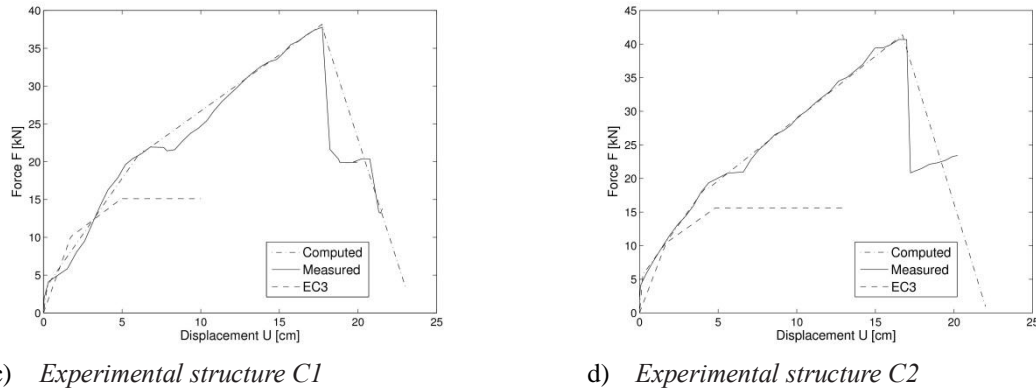 40
35
30
25
20
15
10
5
0
Force F [kN]
0 5 10 15 20 25
Displacement U [cm]
Computed
Measured
EC3
45
40
35
30
25
20
15
10
5
0
Force F [kN]
0 5 10 15 20 25
Displacement U [cm]
Computed
Measured
EC3
) Experimental structure C1
d) Experimental structure C2